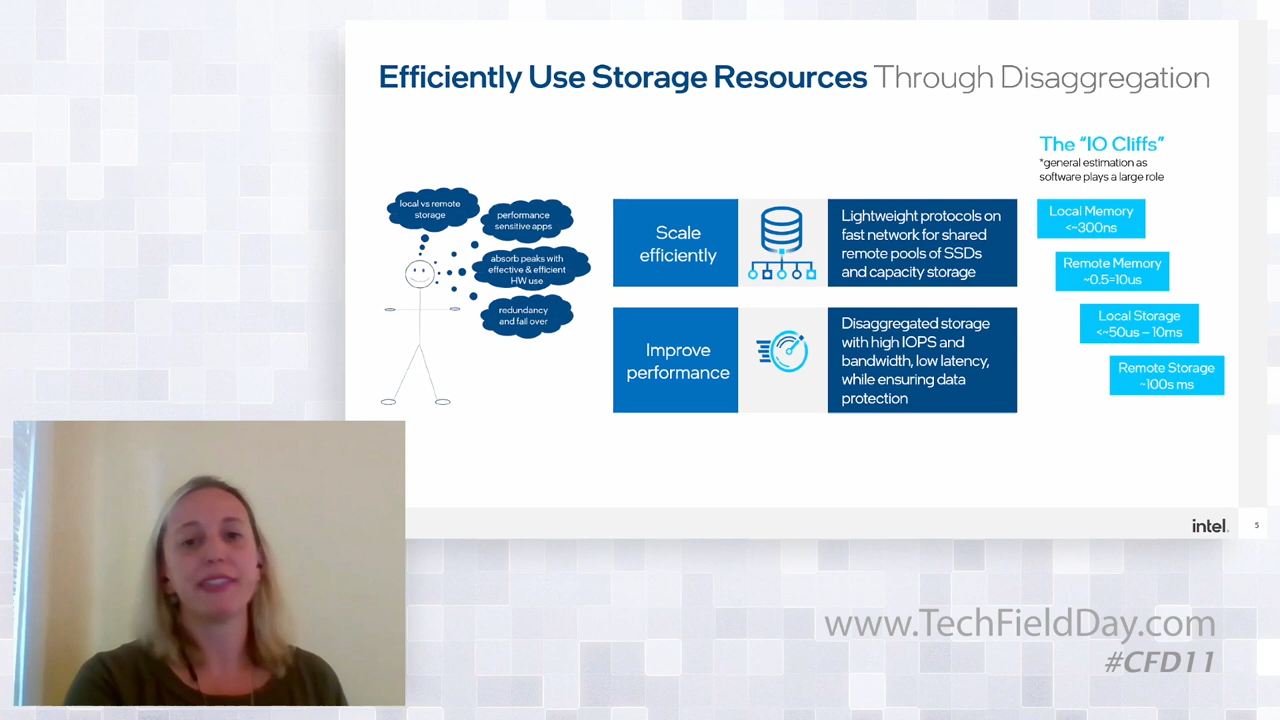 Efficiently Use Storage Resources Through Disaggregation
The "IO Cliffs"
*general estimation as
software plays a large role
local vs remote
storage
performance
sensitive apps
absorb peaks with
effective & efficient
HW use
redundancy
and fail over
Scale
efficiently
Lightweight protocols on
fast network for shared
remote pools of SSDs
and capacity storage
Improve
performance
Disaggregated storage
with high IOPS and
bandwidth, low latency,
while ensuring data
protection
Local Memory
<~300ns
Remote Memory
~0.5=10us
Local Storage
<~50us – 10ms
Remote Storage
~100s ms
intel.
5
www.TechFieldDay.com
#CFD11